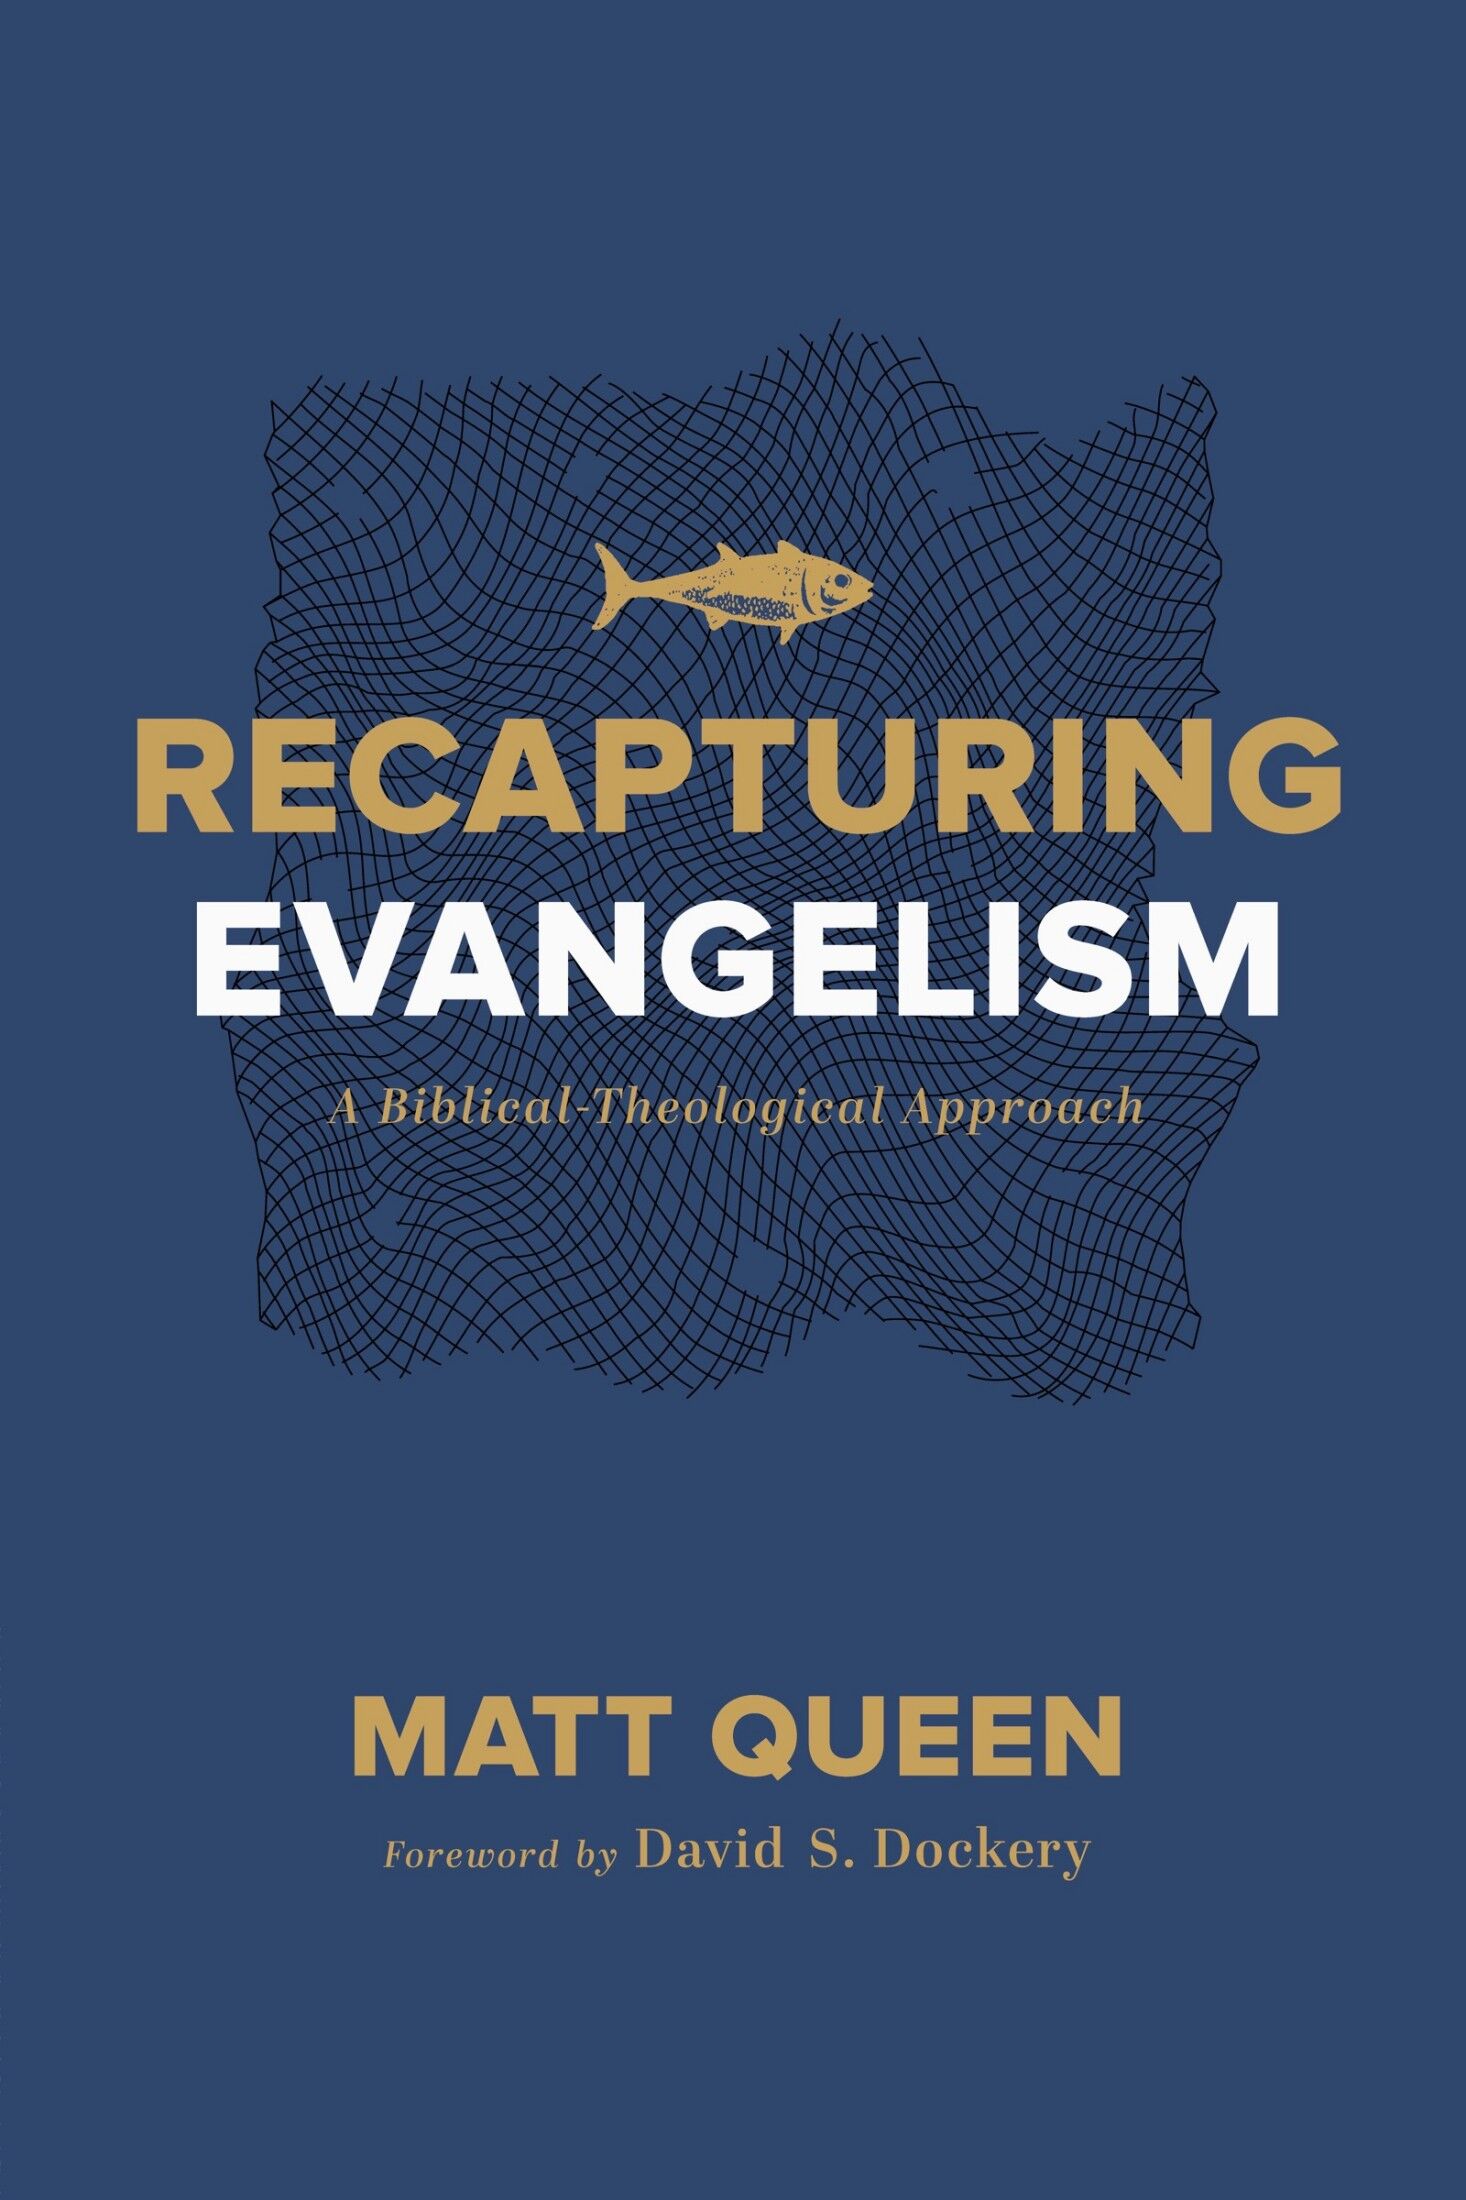 RECAPTURING
EVANGELISM
A Biblical-Theological Approach
MATT QUEEN
Foreword by David S. Dockery